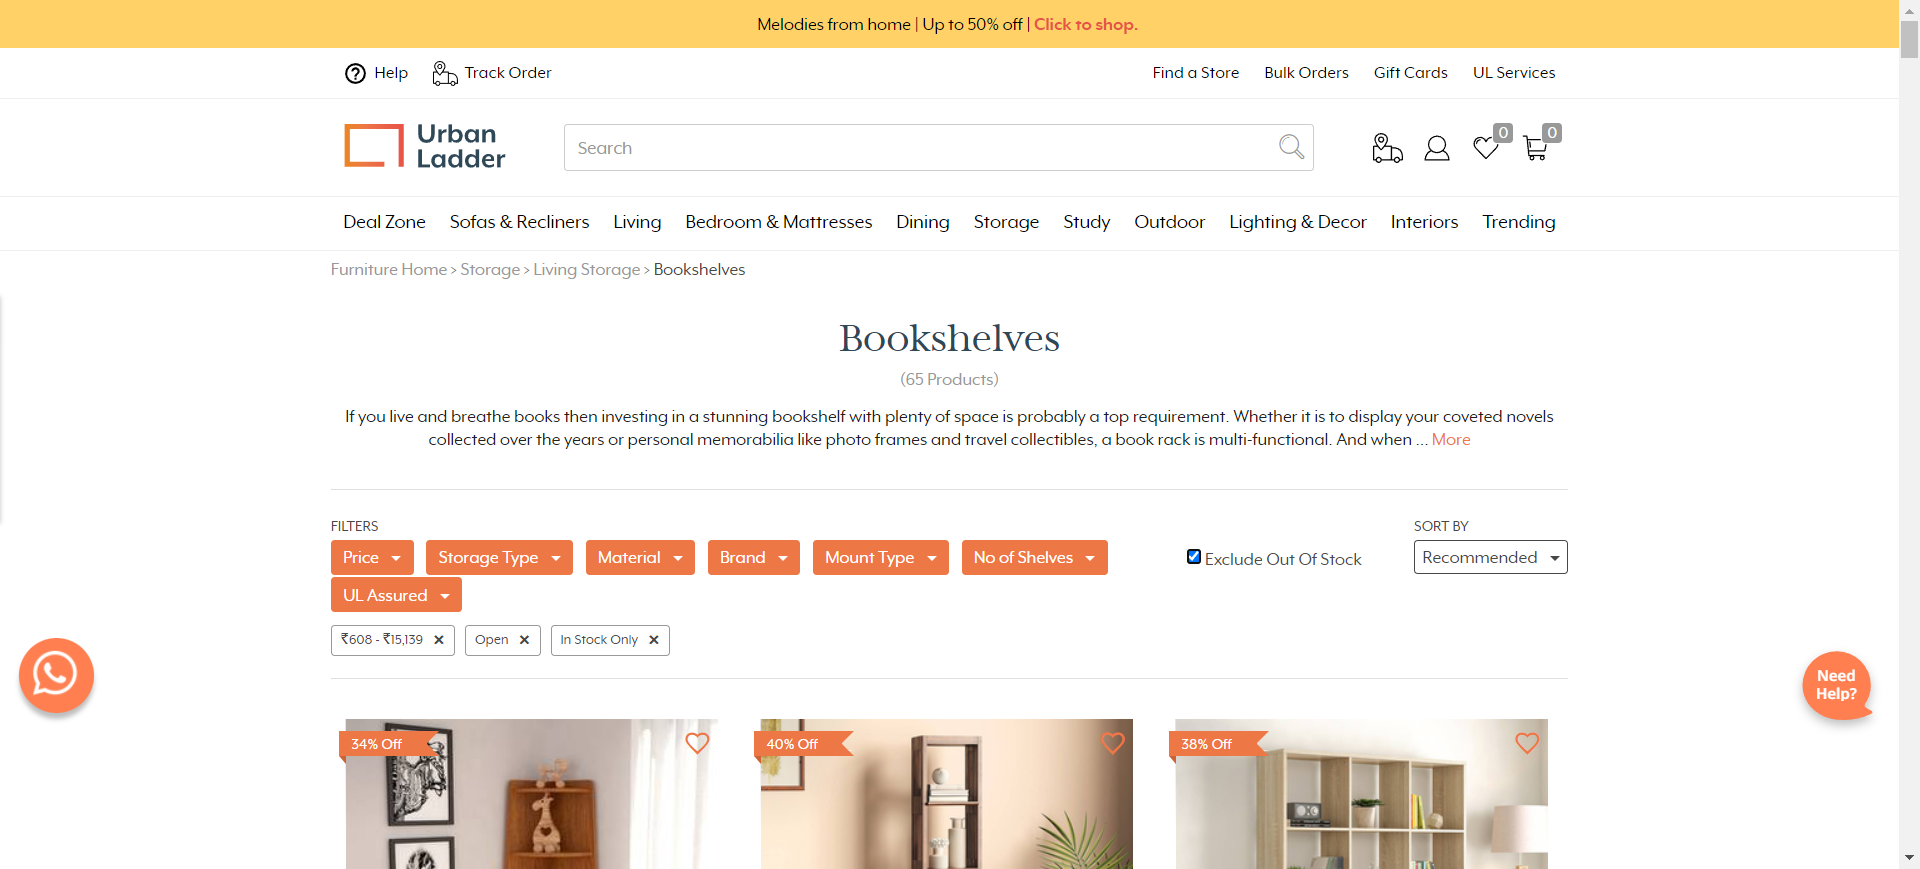 Melodies from home | Up to 50% off | Click to shop.
Help Track Order Find a Store Bulk Orders Gift Cards UL Services
Urban
Ladder
Search
0 0
Deal Zone Sofas & Recliners Living Bedroom & Mattresses Dining Storage Study Outdoor Lighting & Decor Interiors Trending
Furniture Home > Storage > Living Storage > Bookshelves
Bookshelves
(65 Products)
If you live and breathe books then investing in a stunning bookshelf with plenty of space is probably a top requirement. Whether it is to display your coveted novels
collected over the years or personal memorabilia like photo frames and travel collectibles, a book rack is multi-functional. And when ... More
FILTERS SORT BY
Price Storage Type Material Brand Mount Type No of Shelves Exclude Out Of Stock Recommended
UL Assured
₹608 - ₹15,139 Open In Stock Only
Need
Help?
34% Off 40% Off 38% Off